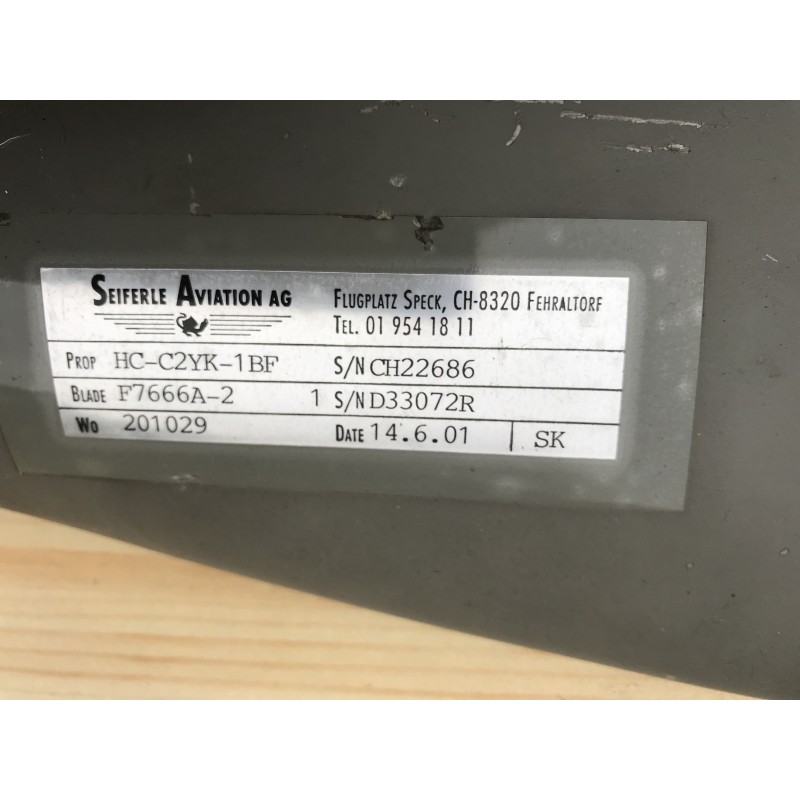 SEIFERLE AVIATION AG
FLUGPLATZ SPECK, CH-8320 FEHRALTORF
TEL. 01 954 18 11
PROP HC-C2YK-1BF S/N CH22686
BLADE F7666A-2 1 S/N D33072R
WO 201029 DATE 14.6.01 SK